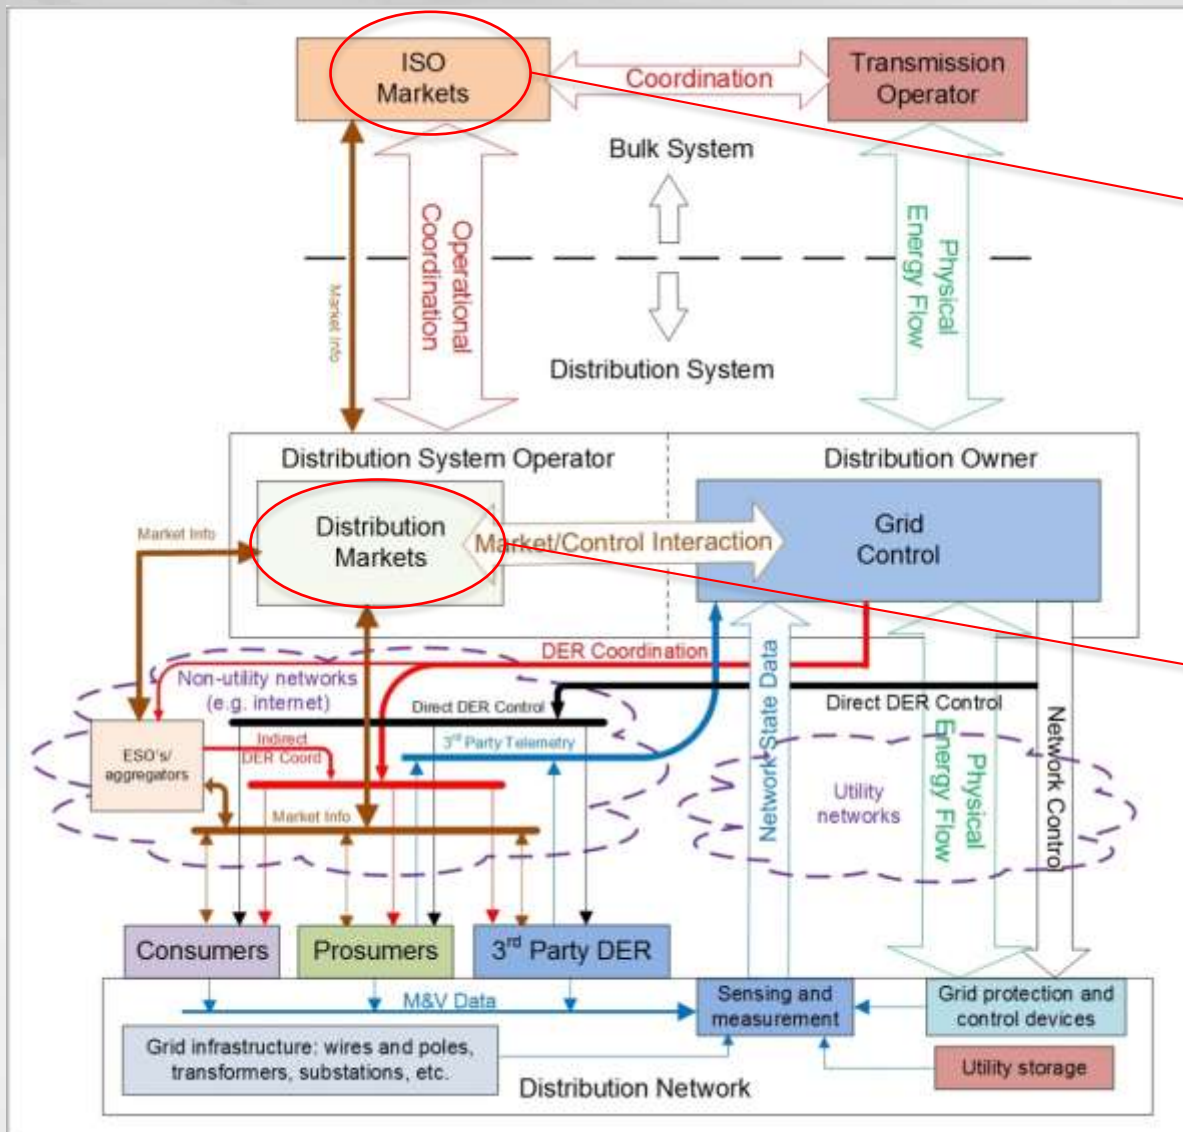 ISO
Markets
Coordination
Transmission
Operator
Bulk System
Operational
Coordination
Physical
Energy Flow
Market Info
Distribution System
Distribution System Operator
Distribution Owner
Distribution
Markets
Market/Control Interaction
Grid
Control
Market Info
DER Coordination
Non-utility networks
(e.g. internet)
Direct DER Control
Direct DER Control
ESO's/
aggregators
Indirect
DER Coord
3rd Party Telemetry
Market Info
Network State Data
Utility
networks
Physical
Energy Flow
Network Control
Consumers
Prosumers
3rd Party DER
M&V Data
Sensing and
measurement
Grid protection and
control devices
Grid infrastructure: wires and poles,
transformers, substations, etc.
Utility storage
Distribution Network